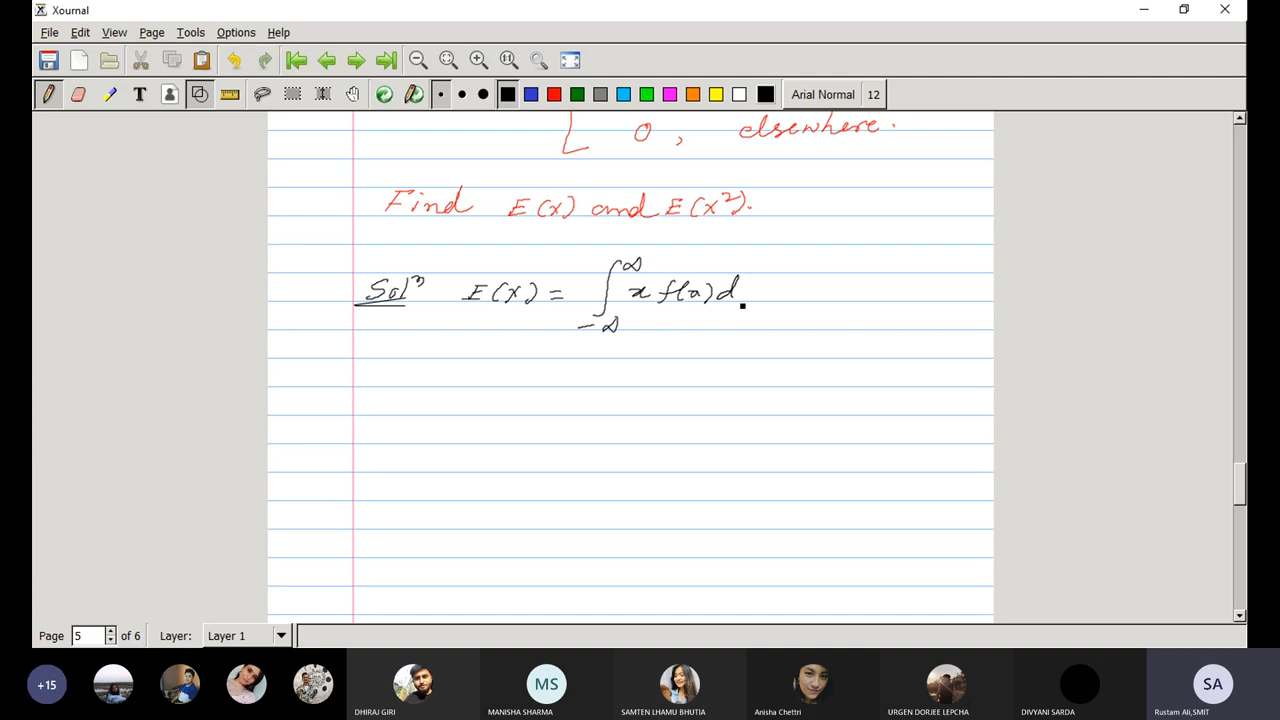 Xournal
File Edit View Page Tools Options Help
Arial Normal 12
0, elsewhere.
Find E(X) and E(X²).
Solⁿ E(X) = ∫_{-∞}^{∞} x f(x) d
Page 5 of 6 Layer: Layer 1
+15
MS
SA
DHIRAJ GIRI
MANISHA SHARMA
SAMTEN LHAMU BHUTIA
Anisha Chettri
URGEN DORJEE LEPCHA
DIVYANI SARDA
Rustam Ali,SMIT